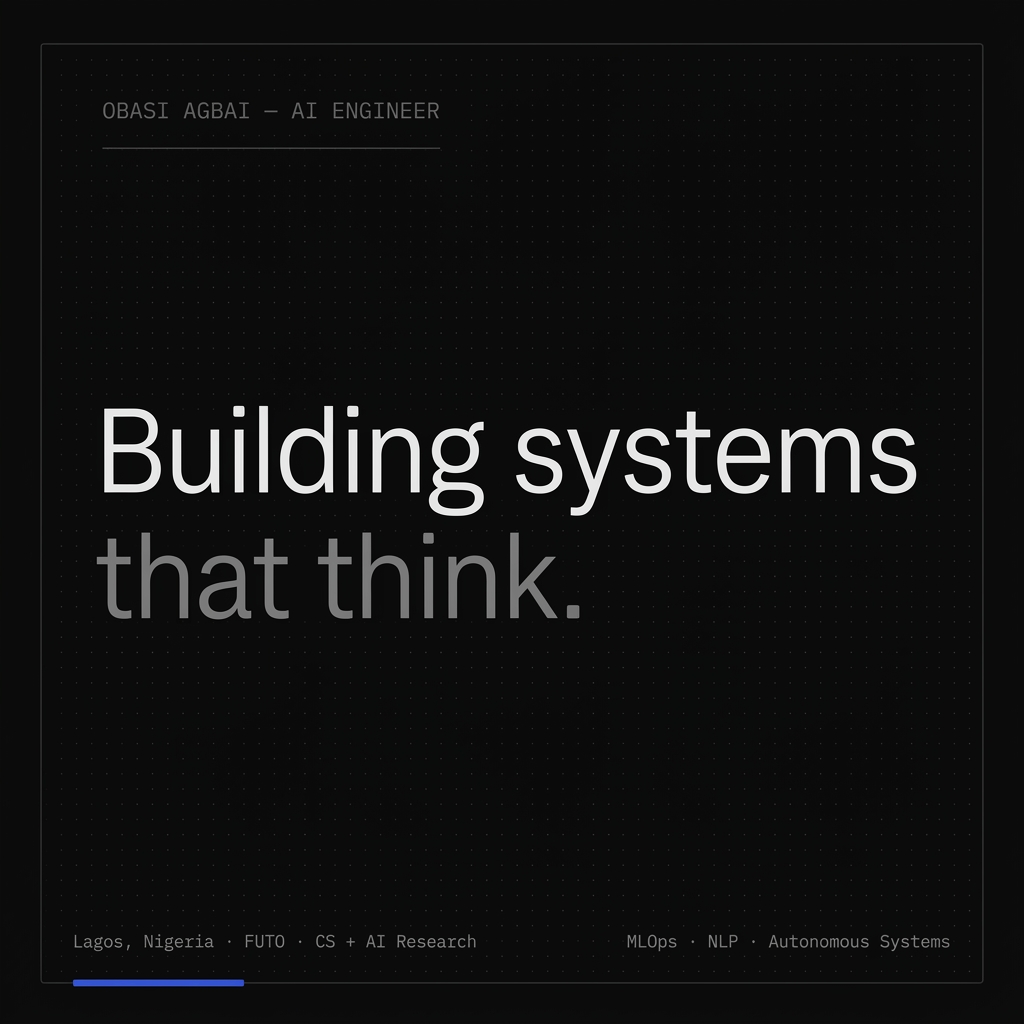 OBASI AGBAI — AI ENGINEER
Building systems
that think.
Lagos, Nigeria · FUTO · CS + AI Research
MLOps · NLP · Autonomous Systems